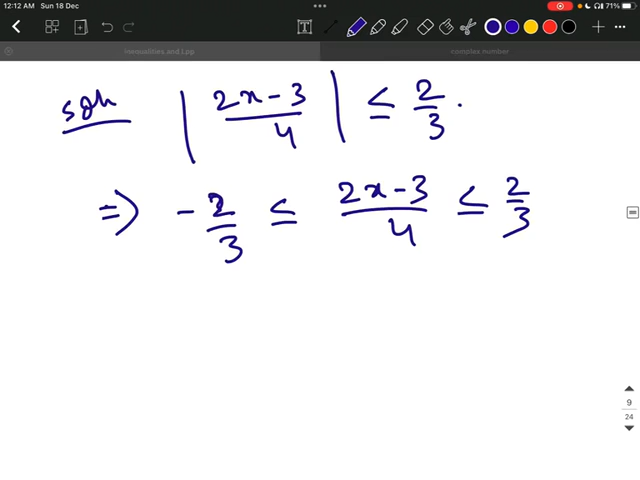 12:12 AM Sun 18 Dec
71%
inequalities and l.pp
complex number
soln |(2x-3)/4| ≤ 2/3.
⇒ -2/3 ≤ (2x-3)/4 ≤ 2/3
9
24